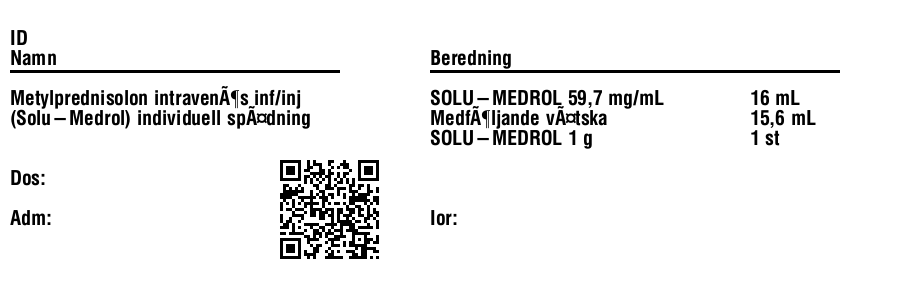 ID
Namn
Metylprednisolon intravenÃ¶s inf/inj
(Solu–Medrol) individuell spÃ¤dning
Dos:
Adm:
Beredning
SOLU–MEDROL 59,7 mg/mL 16 mL
MedfÃ¶ljande vÃ¤tska 15,6 mL
SOLU–MEDROL 1 g 1 st
Ior: